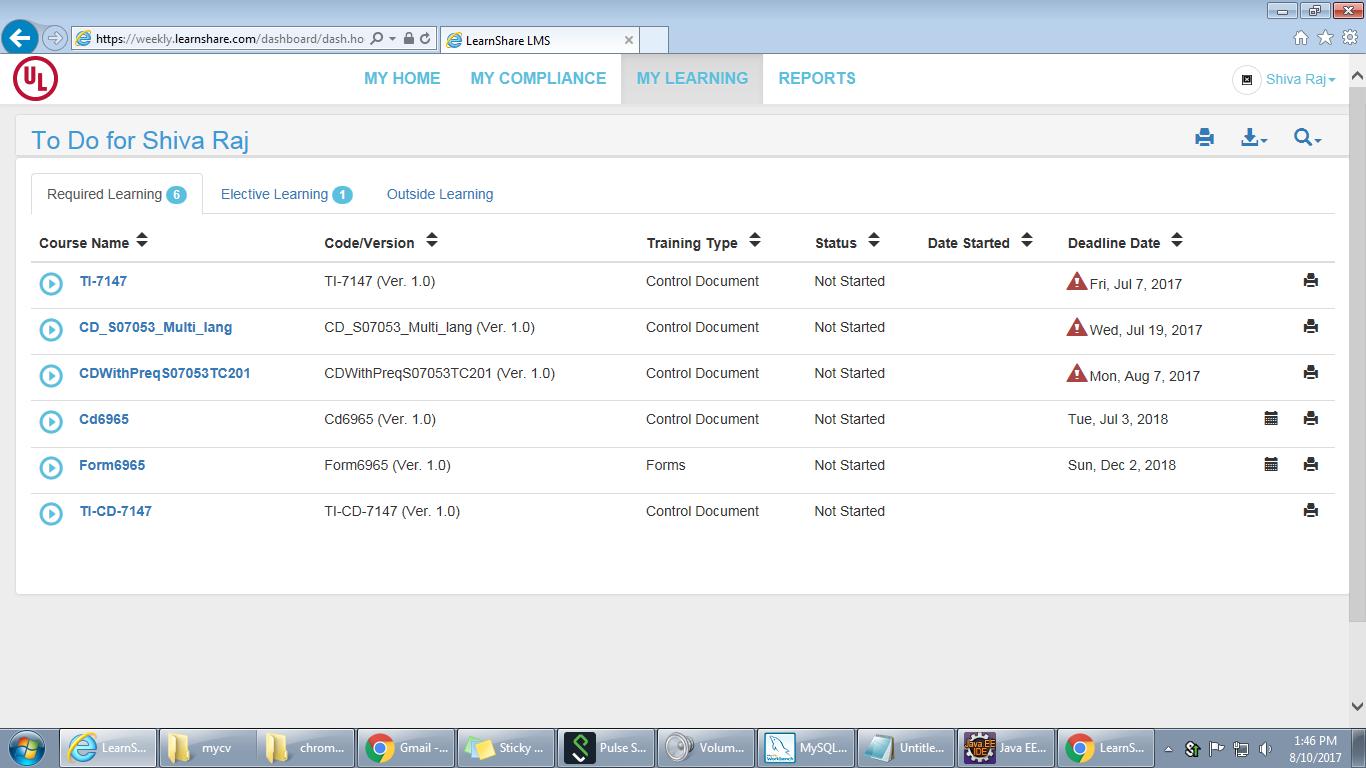 https://weekly.learnshare.com/dashboard/dash.ho
LearnShare LMS
UL
MY HOME MY COMPLIANCE MY LEARNING REPORTS
Shiva Raj
To Do for Shiva Raj
Required Learning 6 Elective Learning 1 Outside Learning
Course Name Code/Version Training Type Status Date Started Deadline Date
TI-7147 TI-7147 (Ver. 1.0) Control Document Not Started Fri, Jul 7, 2017
CD_S07053_Multi_lang CD_S07053_Multi_lang (Ver. 1.0) Control Document Not Started Wed, Jul 19, 2017
CDWithPreqS07053TC201 CDWithPreqS07053TC201 (Ver. 1.0) Control Document Not Started Mon, Aug 7, 2017
Cd6965 Cd6965 (Ver. 1.0) Control Document Not Started Tue, Jul 3, 2018
Form6965 Form6965 (Ver. 1.0) Forms Not Started Sun, Dec 2, 2018
TI-CD-7147 TI-CD-7147 (Ver. 1.0) Control Document Not Started
LearnS... mycv chrom... Gmail -... Sticky ... Pulse S... Volum... MySQL... Untitle... Java EE... LearnS... 1:46 PM
8/10/2017